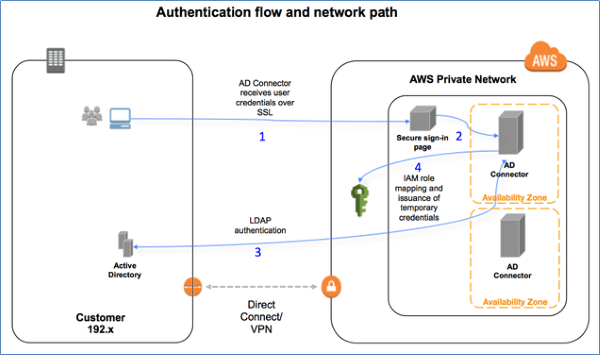 Authentication flow and network path
AWS
AWS Private Network
AD Connector
receives user
credentials over
SSL
1
Secure sign-in
page
2
AD
Connector
Availability Zone
4
IAM role
mapping and
issuance of
temporary
credentials
LDAP
authentication
3
Active
Directory
AD
Connector
Availability Zone
Customer
192.x
Direct
Connect/
VPN